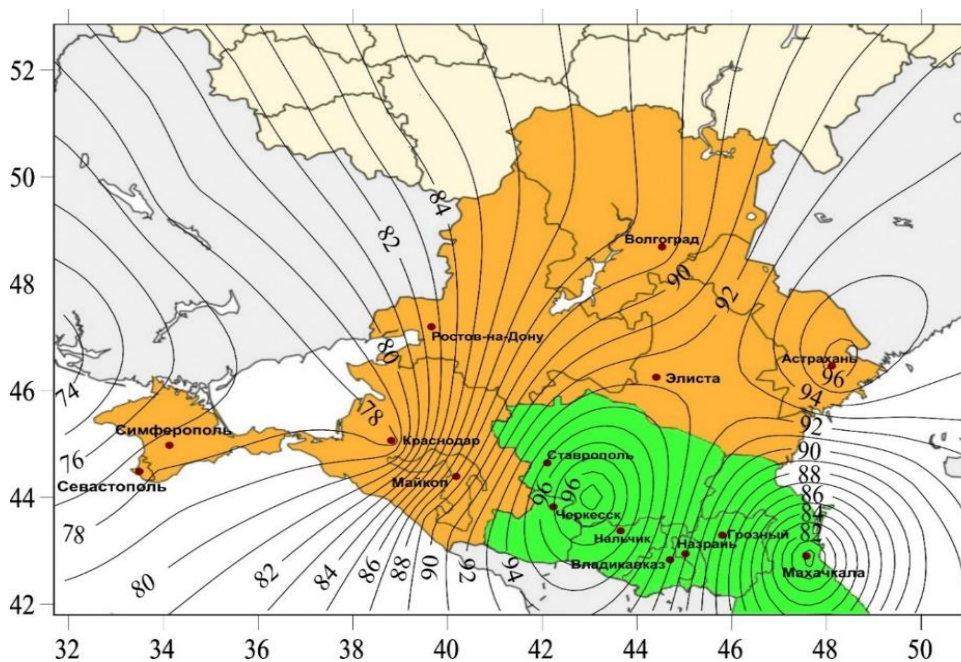 52
50
48
46
44
42
84
82
Волгоград
90
92
Ростов-на-Дону
80
Астрахань
96
Элиста
94
74
78
92
Симферополь
Краснодар
90
76
Ставрополь
88
Севастополь
Майкоп
96
96
86
Черкесск
84
78
Нальчик
Назрань
Грозный
82
Владикавказ
Махачкала
80
82
84
86
88
90
92
94
32 34 36 38 40 42 44 46 48 50